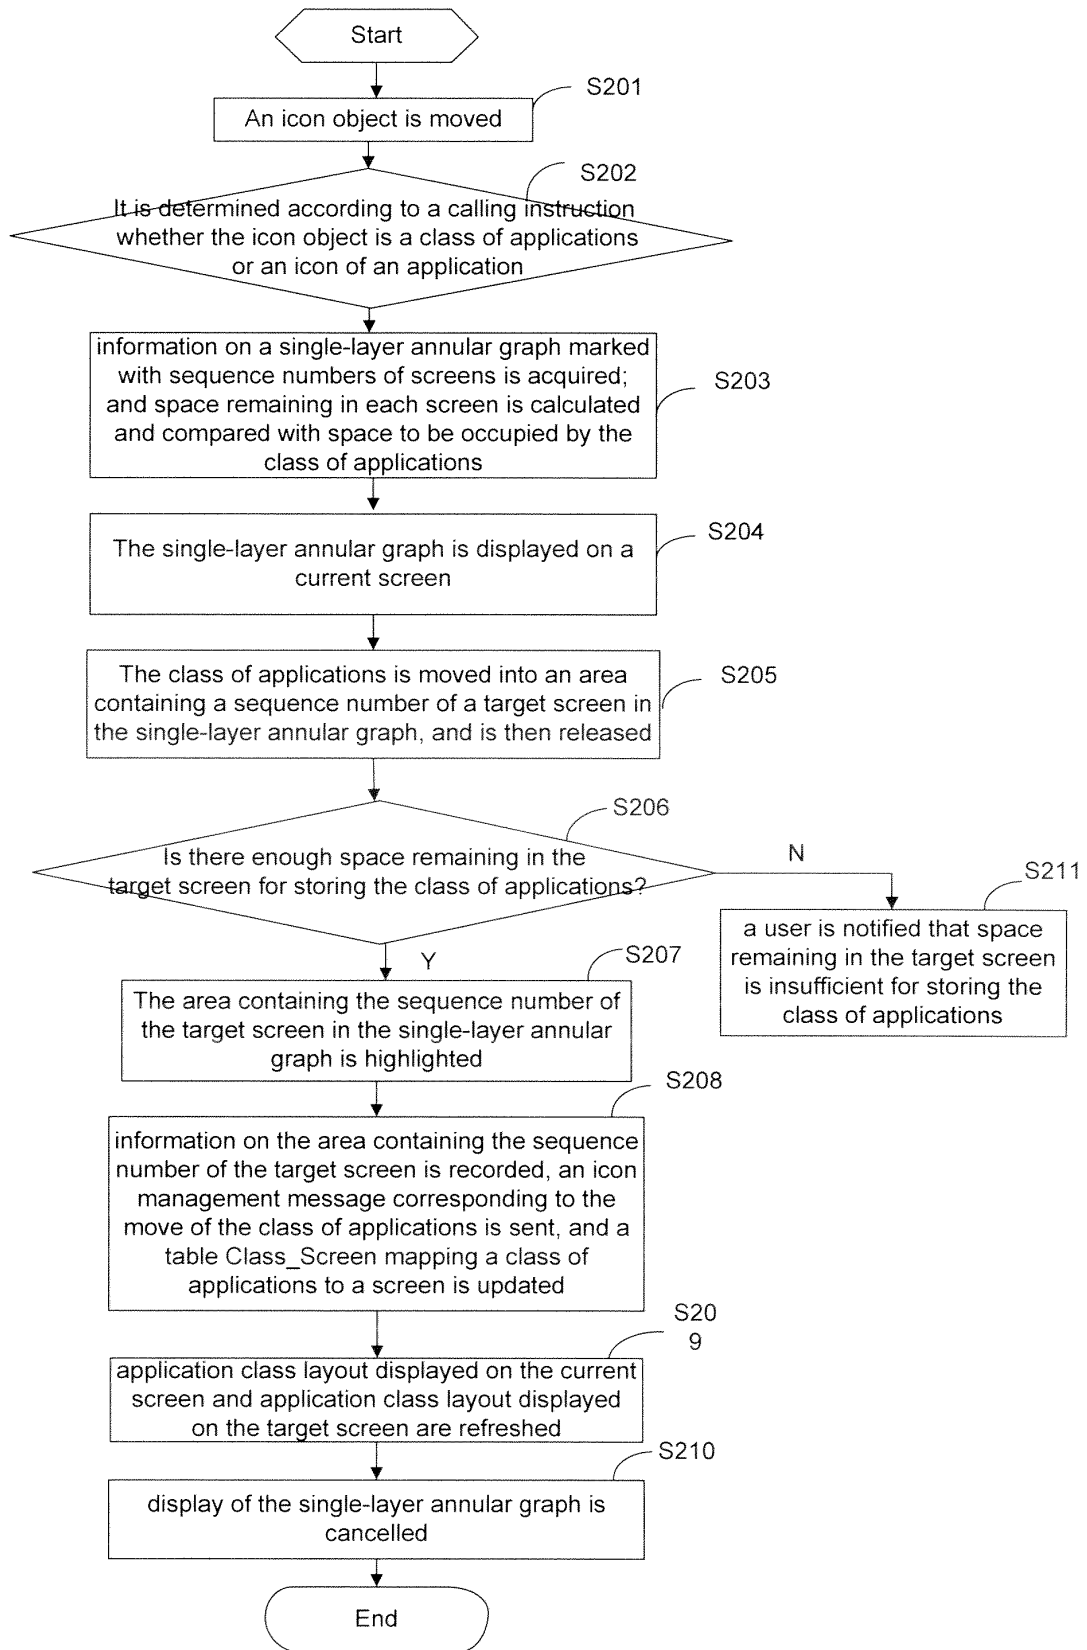 Start
S201
An icon object is moved
S202
It is determined according to a calling instruction
whether the icon object is a class of applications
or an icon of an application
information on a single-layer annular graph marked
with sequence numbers of screens is acquired;
and space remaining in each screen is calculated
and compared with space to be occupied by the
class of applications
S203
S204
The single-layer annular graph is displayed on a
current screen
S205
The class of applications is moved into an area
containing a sequence number of a target screen in
the single-layer annular graph, and is then released
S206
Is there enough space remaining in the
target screen for storing the class of applications?
N
S211
a user is notified that space
remaining in the target screen
is insufficient for storing the
class of applications
Y
S207
The area containing the sequence number of
the target screen in the single-layer annular
graph is highlighted
S208
information on the area containing the sequence
number of the target screen is recorded, an icon
management message corresponding to the
move of the class of applications is sent, and a
table Class_Screen mapping a class of
applications to a screen is updated
S20
9
application class layout displayed on the current
screen and application class layout displayed
on the target screen are refreshed
S210
display of the single-layer annular graph is
cancelled
End